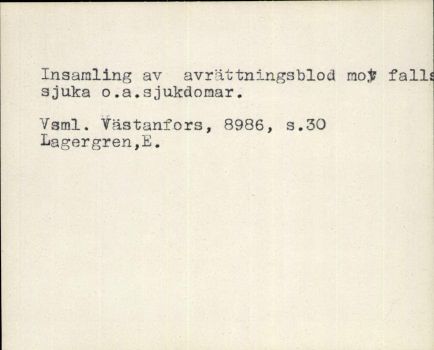 Insamling av avrättningsblod mot falls
sjuka o.a.sjukdomar.
Vsml. Västanfors, 8986, s.30
Lagergren,E.